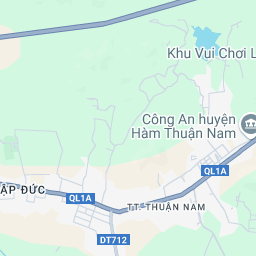 Khu Vui Chơi L
Công An huyện
Hàm Thuận Nam
QL1A
ẬP ĐỨC
QL1A
TT. THUẬN NAM
DT712